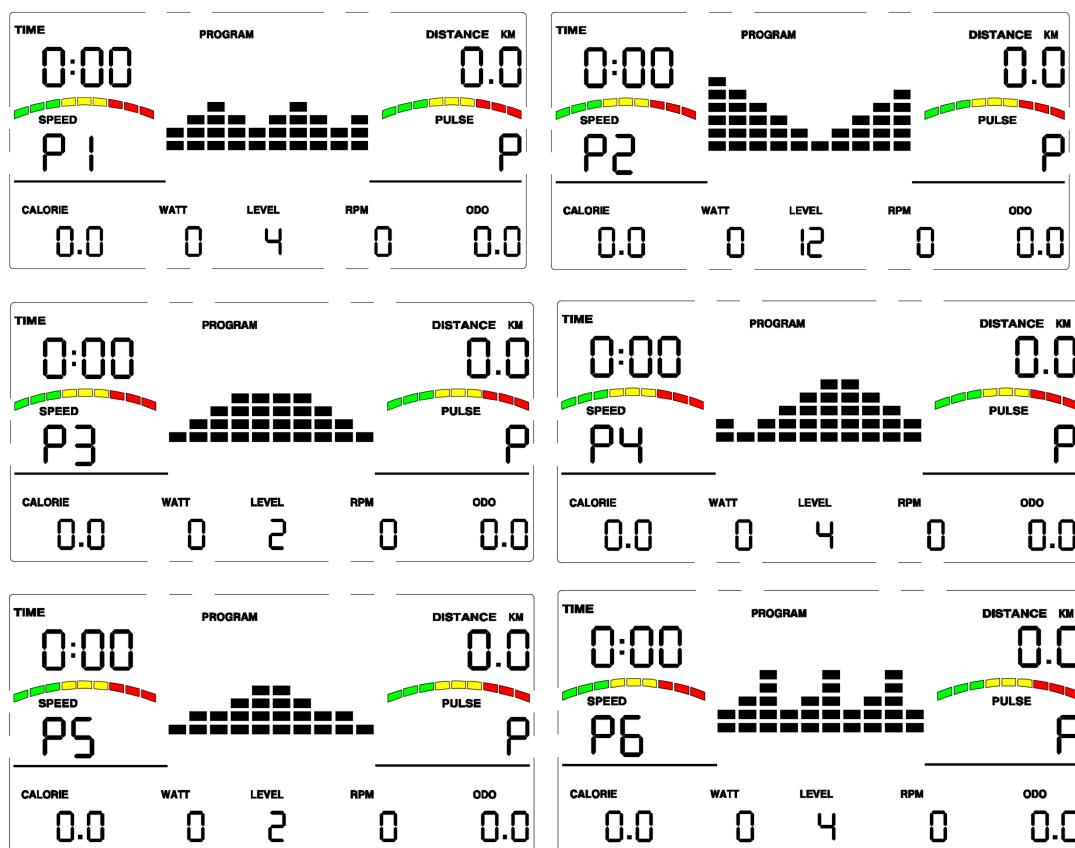 TIME PROGRAM DISTANCE KM
0:00 0.0
SPEED PULSE
P1 P
CALORIE WATT LEVEL RPM ODO
0.0 0 4 0 0.0
TIME PROGRAM DISTANCE KM
0:00 0.0
SPEED PULSE
P2 P
CALORIE WATT LEVEL RPM ODO
0.0 0 12 0 0.0
TIME PROGRAM DISTANCE KM
0:00 0.0
SPEED PULSE
P3 P
CALORIE WATT LEVEL RPM ODO
0.0 0 2 0 0.0
TIME PROGRAM DISTANCE KM
0:00 0.0
SPEED PULSE
P4 P
CALORIE WATT LEVEL RPM ODO
0.0 0 4 0 0.0
TIME PROGRAM DISTANCE KM
0:00 0.0
SPEED PULSE
P5 P
CALORIE WATT LEVEL RPM ODO
0.0 0 2 0 0.0
TIME PROGRAM DISTANCE KM
0:00
SPEED PULSE
P6
CALORIE WATT LEVEL RPM ODO
0.0 0 4 0 0.0